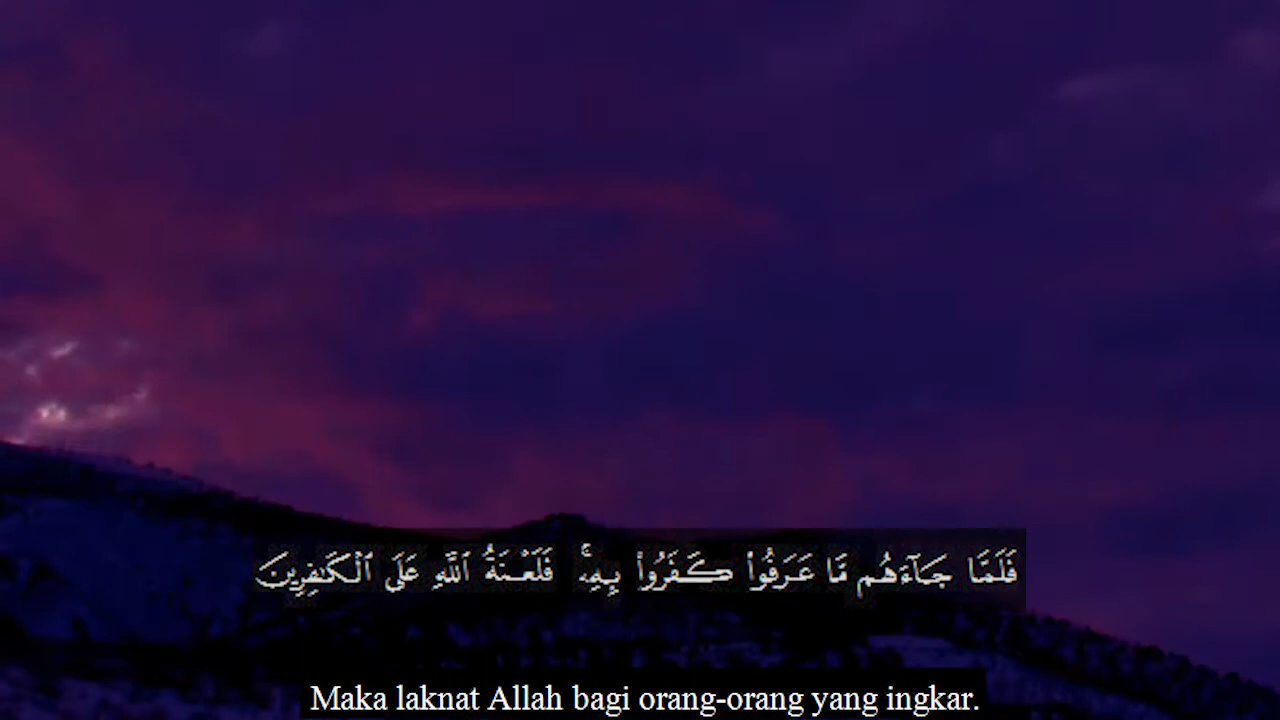 فَلَمَّا جَآءَهُم مَّا عَرَفُوا۟ كَفَرُوا۟ بِهِۦ ۚ فَلَعْنَةُ ٱللَّهِ عَلَى ٱلْكَـٰفِرِينَ
Maka laknat Allah bagi orang-orang yang ingkar.